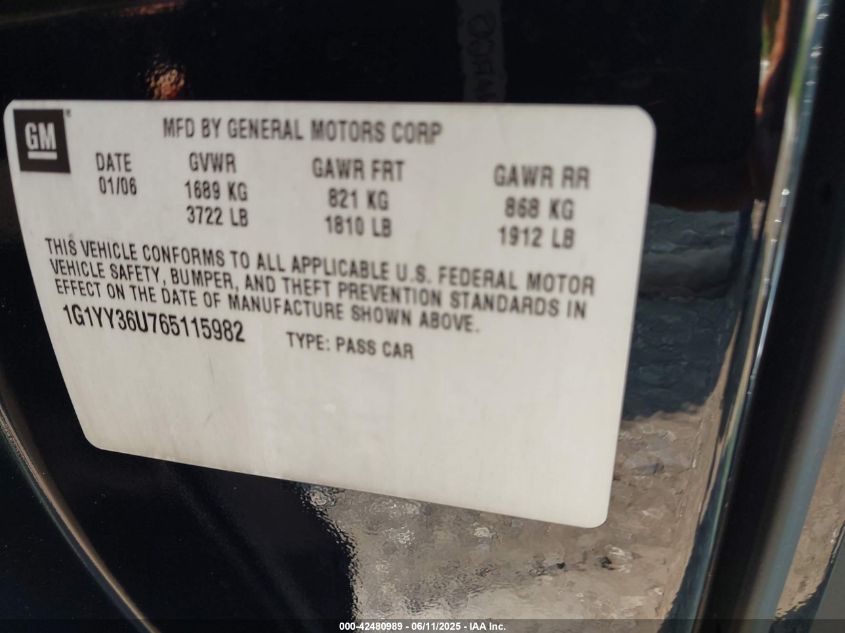 GM
MFD BY GENERAL MOTORS CORP
DATE GVWR GAWR FRT GAWR RR
01/06 1689 KG 821 KG 868 KG
3722 LB 1810 LB 1912 LB
THIS VEHICLE CONFORMS TO ALL APPLICABLE U.S. FEDERAL MOTOR
VEHICLE SAFETY, BUMPER, AND THEFT PREVENTION STANDARDS IN
EFFECT ON THE DATE OF MANUFACTURE SHOWN ABOVE.
1G1YY36U765115982 TYPE: PASS CAR
000-42480989 - 06/11/2025 - IAA Inc.